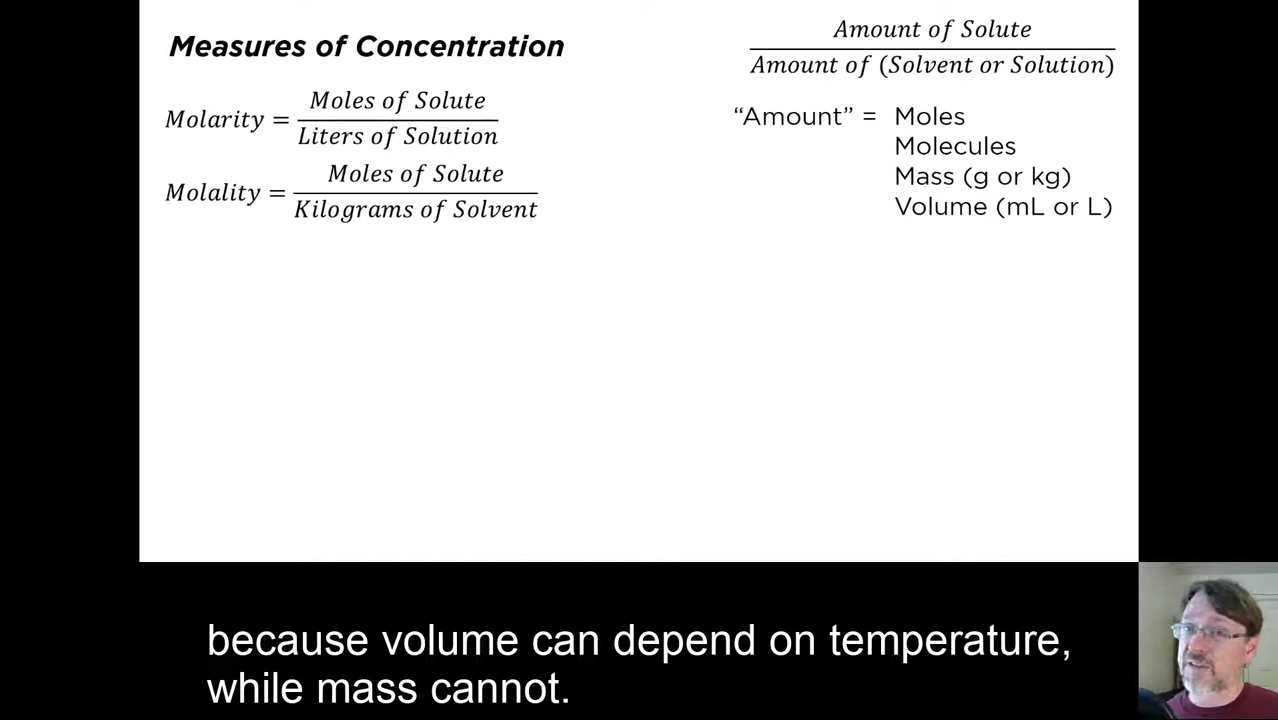 Measures of Concentration
Molarity = Moles of Solute / Liters of Solution
Molality = Moles of Solute / Kilograms of Solvent
Amount of Solute / Amount of (Solvent or Solution)
“Amount” = Moles
Molecules
Mass (g or kg)
Volume (mL or L)
because volume can depend on temperature,
while mass cannot.